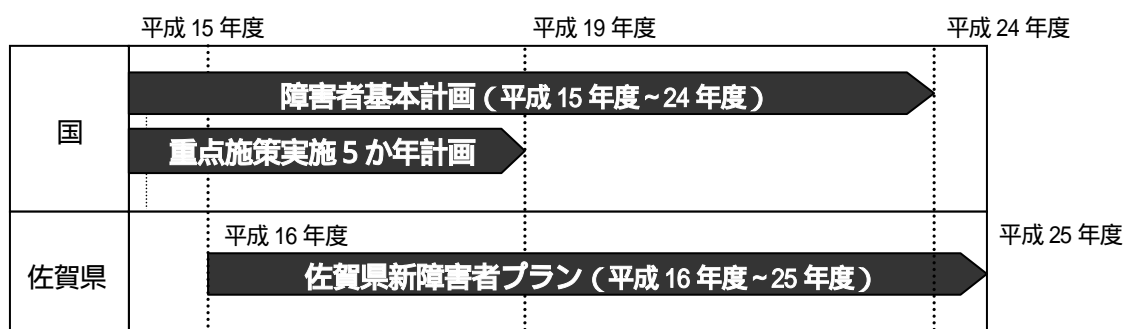 平成 15 年度 平成 19 年度 平成 24 年度
国
障害者基本計画（平成 15 年度～24 年度）
重点施策実施５か年計画
平成 16 年度 平成 25 年度
佐賀県
佐賀県新障害者プラン（平成 16 年度～25 年度）